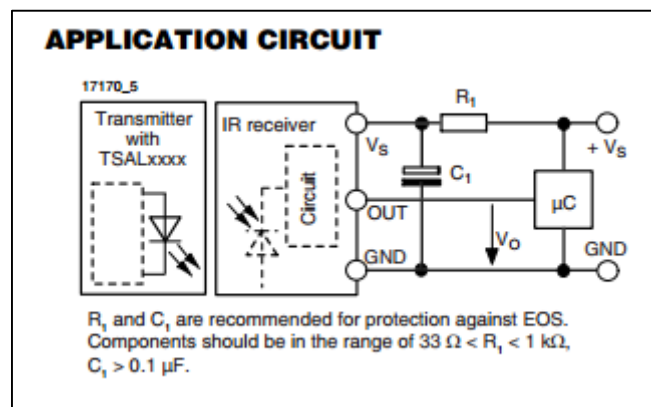 APPLICATION CIRCUIT
17170_5
Transmitter
with
TSALxxxx
IR receiver
Circuit
VS
OUT
GND
R1
C1
VO
µC
+ VS
GND
R1 and C1 are recommended for protection against EOS.
Components should be in the range of 33 Ω < R1 < 1 kΩ,
C1 > 0.1 µF.